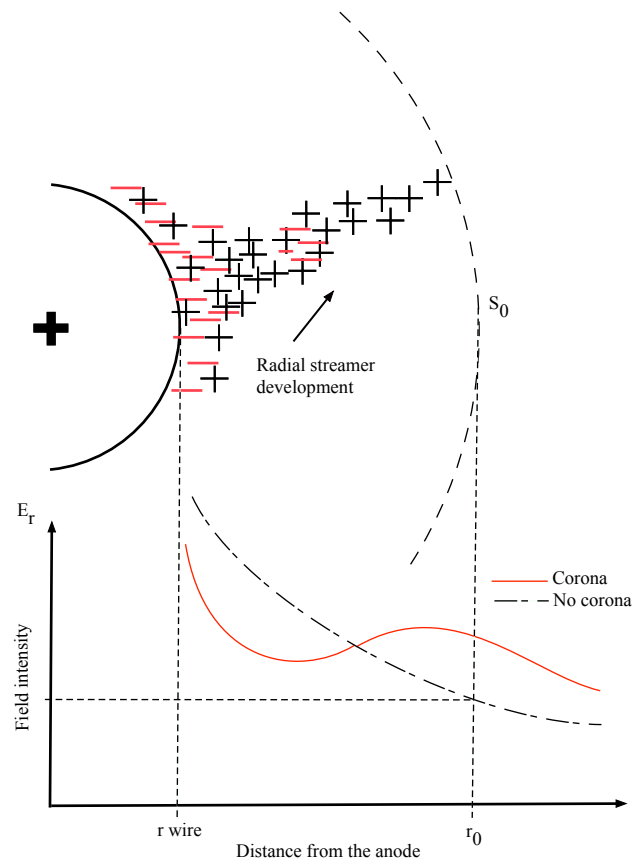 S0
Radial streamer
development
Er
Corona
No corona
Field intensity
r wire
r0
Distance from the anode